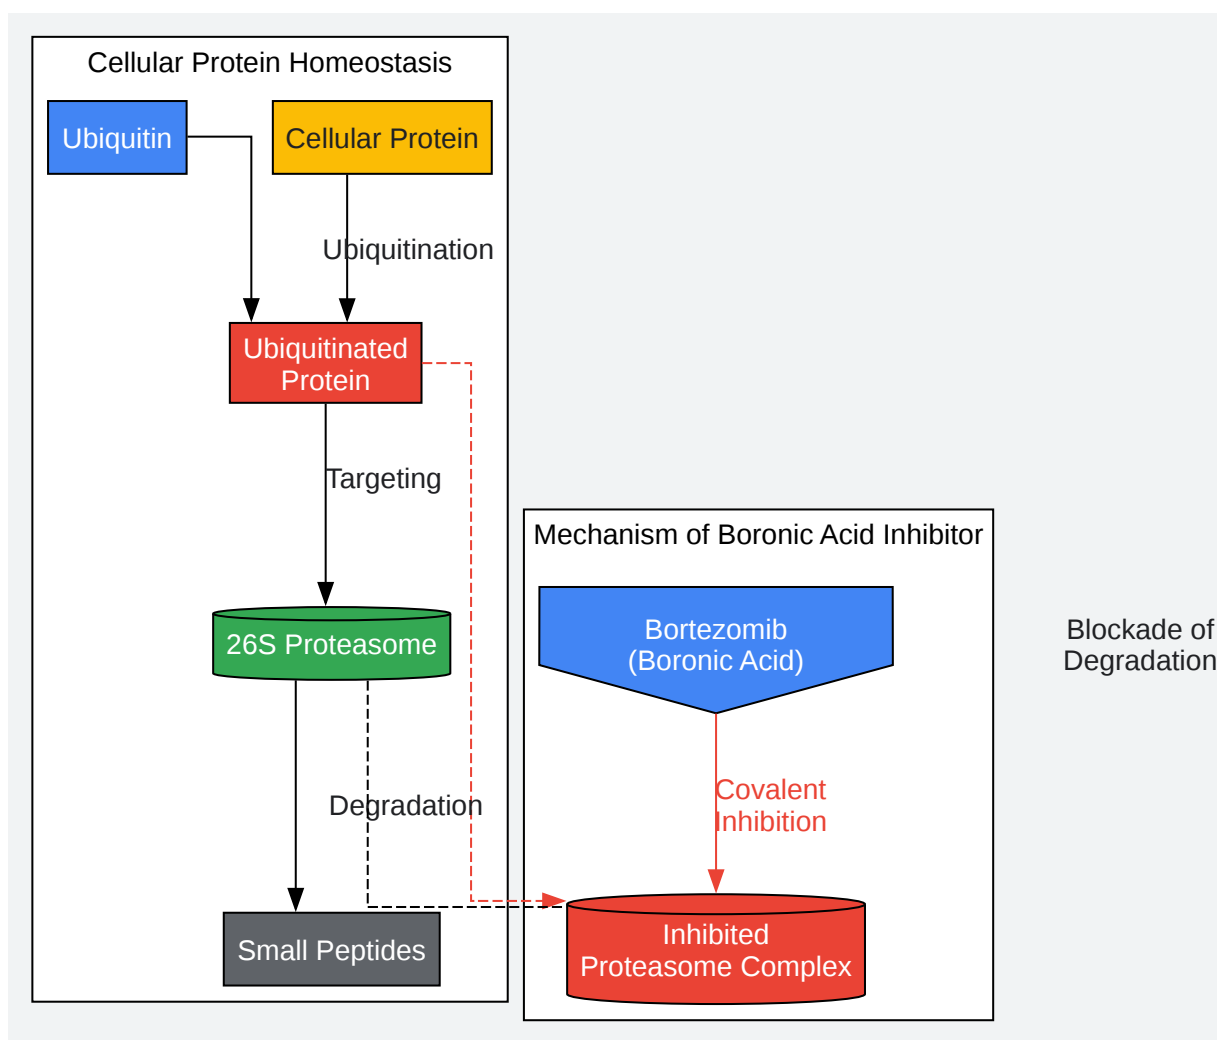 Cellular Protein Homeostasis
Ubiquitin
Cellular Protein
Ubiquitination
Ubiquitinated
Protein
Targeting
26S Proteasome
Degradation
Small Peptides
Mechanism of Boronic Acid Inhibitor
Bortezomib
(Boronic Acid)
Covalent
Inhibition
Inhibited
Proteasome Complex
Blockade of
Degradation